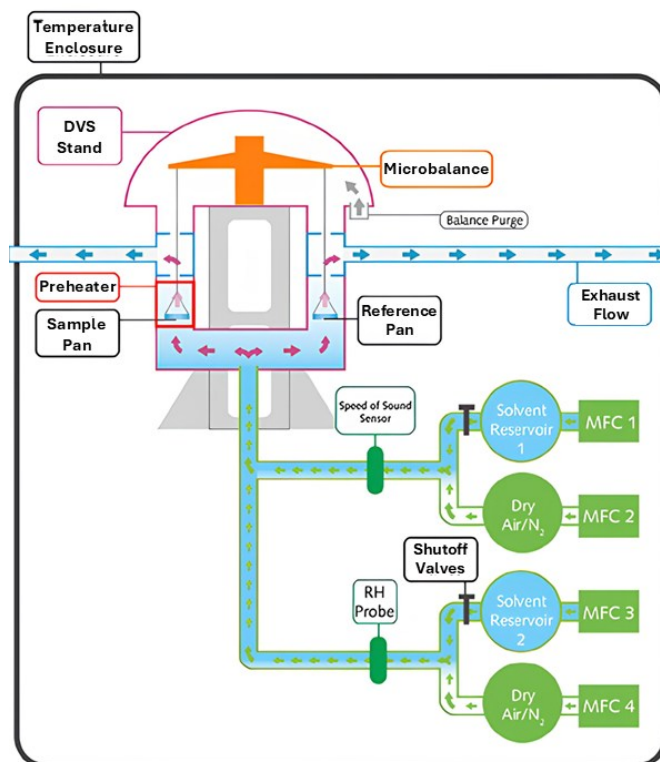 Temperature
Enclosure
DVS
Stand
Microbalance
Balance Purge
Preheater
Sample
Pan
Reference
Pan
Exhaust
Flow
Speed of Sound
Sensor
Solvent
Reservoir
1
MFC 1
Dry
Air/N₂
MFC 2
Shutoff
Valves
RH
Probe
Solvent
Reservoir
2
MFC 3
Dry
Air/N₂
MFC 4